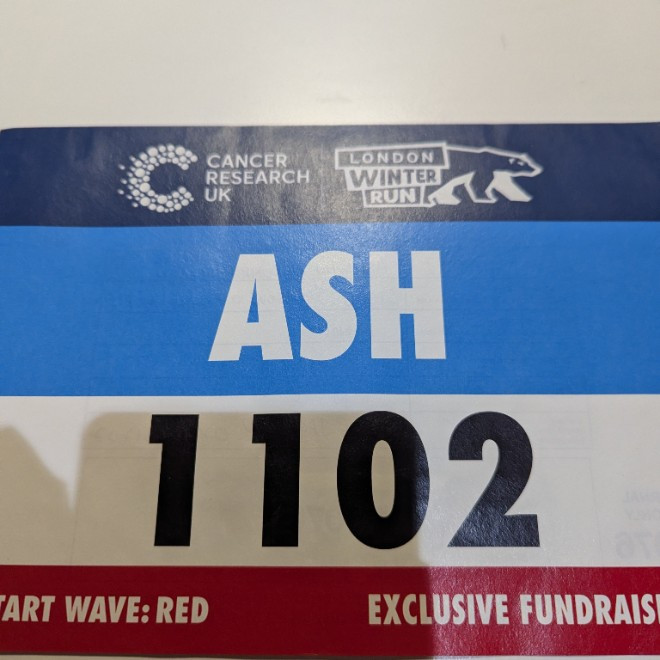 CANCER
RESEARCH
UK
LONDON
WINTER
RUN
ASH
1102
TART WAVE: RED
EXCLUSIVE FUNDRAIS